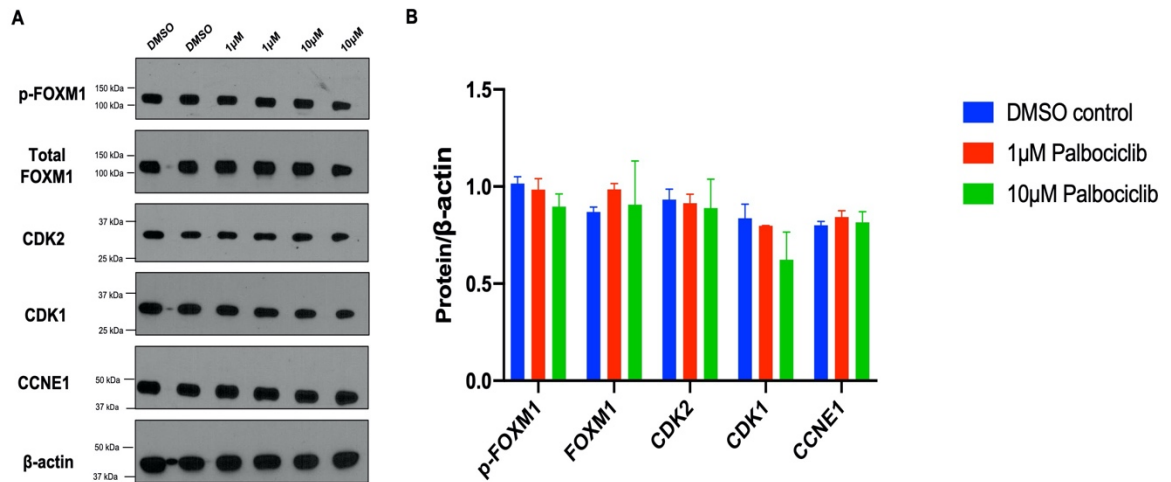 A
DMSO
DMSO
1µM
1µM
10µM
10µM
p-FOXM1
150 kDa
100 kDa
Total
FOXM1
150 kDa
100 kDa
CDK2
37 kDa
25 kDa
CDK1
37 kDa
25 kDa
CCNE1
50 kDa
37 kDa
β-actin
50 kDa
37 kDa
B
Protein/β-actin
1.5
1.0
0.5
0.0
p-FOXM1
FOXM1
CDK2
CDK1
CCNE1
DMSO control
1µM Palbociclib
10µM Palbociclib